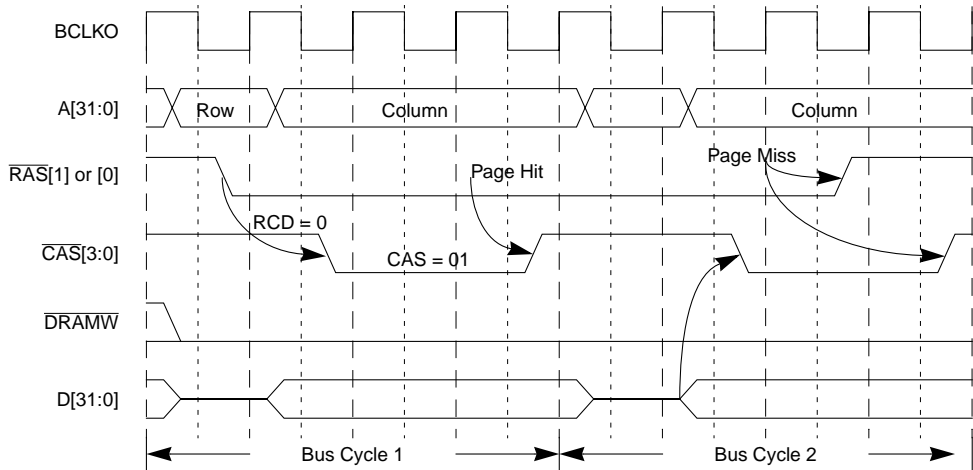 BCLKO
A[31:0]
Row
Column
Column
RAS[1] or [0]
Page Hit
Page Miss
RCD = 0
CAS[3:0]
CAS = 01
DRAMW
D[31:0]
Bus Cycle 1
Bus Cycle 2